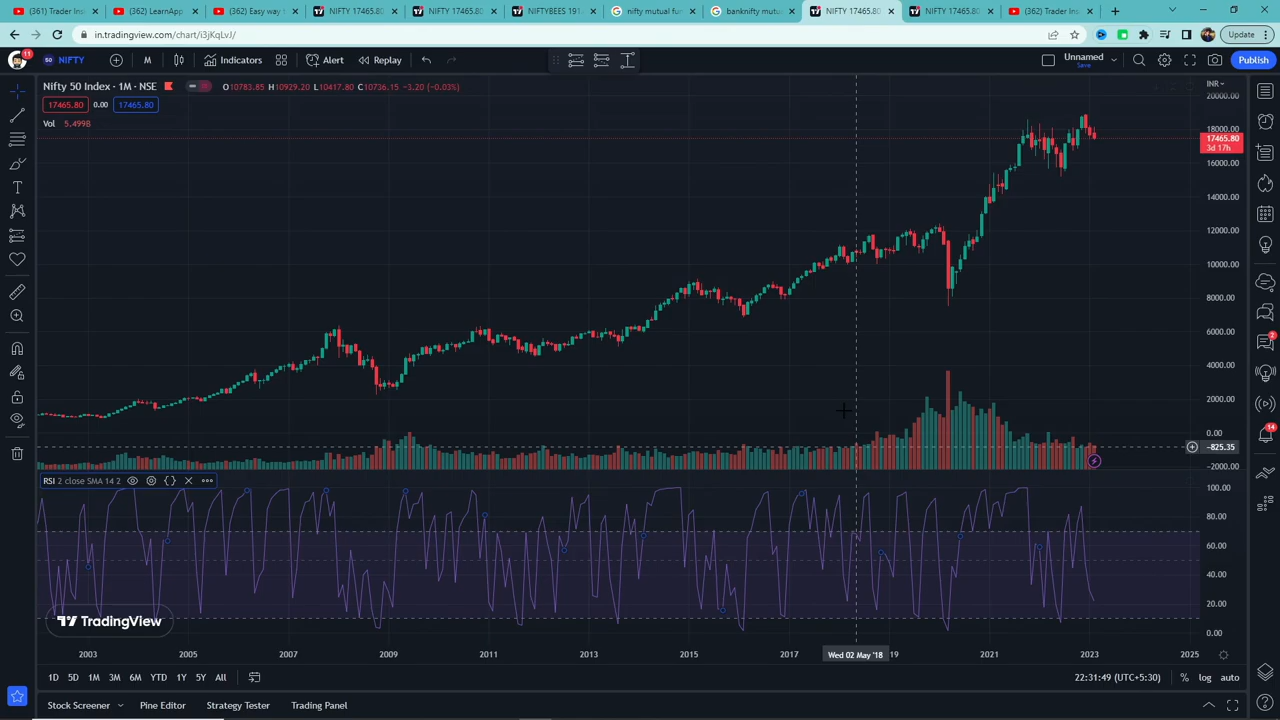 (361) Trader Ins
(362) LearnApp
(362) Easy way t
NIFTY 17465.80
NIFTY 17465.80
NIFTYBEES 191.
nifty mutual fun
banknifty mutu
NIFTY 17465.80
NIFTY 17465.80
(362) Trader Ins
in.tradingview.com/chart/i3jKqLvJ/
Update
11
50
NIFTY
M
Indicators
Alert
Replay
Unnamed
Save
Publish
Nifty 50 Index · 1M · NSE
O10783.85 H10929.20 L10417.80 C10736.15 −3.20 (−0.03%)
INR
17465.80
0.00
17465.80
Vol 5.499B
20000.00
18000.00
17465.80
3d 17h
16000.00
14000.00
12000.00
10000.00
8000.00
6000.00
4000.00
2000.00
0.00
−825.35
−2000.00
2
14
RSI 2 close SMA 14 2
100.00
80.00
60.00
40.00
20.00
0.00
TradingView
2003
2005
2007
2009
2011
2013
2015
2017
Wed 02 May '18
19
2021
2023
2025
1D
5D
1M
3M
6M
YTD
1Y
5Y
All
22:31:49 (UTC+5:30)
%
log
auto
Stock Screener
Pine Editor
Strategy Tester
Trading Panel